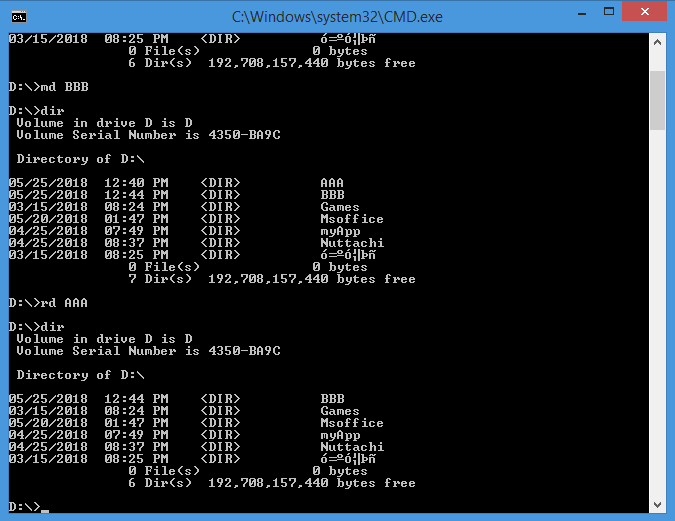 C:\Windows\system32\CMD.exe
03/15/2018  08:25 PM    <DIR>          ó=ºú¦|Þñ
               0 File(s)              0 bytes
               6 Dir(s)  192,708,157,440 bytes free
D:\>md BBB
D:\>dir
 Volume in drive D is D
 Volume Serial Number is 4350-BA9C
 Directory of D:\
05/25/2018  12:40 PM    <DIR>          AAA
05/25/2018  12:44 PM    <DIR>          BBB
03/15/2018  08:24 PM    <DIR>          Games
05/20/2018  01:47 PM    <DIR>          Msoffice
04/25/2018  07:49 PM    <DIR>          myApp
04/25/2018  08:37 PM    <DIR>          Nuttachi
03/15/2018  08:25 PM    <DIR>          ó=ºú¦|Þñ
               0 File(s)              0 bytes
               7 Dir(s)  192,708,157,440 bytes free
D:\>rd AAA
D:\>dir
 Volume in drive D is D
 Volume Serial Number is 4350-BA9C
 Directory of D:\
05/25/2018  12:44 PM    <DIR>          BBB
03/15/2018  08:24 PM    <DIR>          Games
05/20/2018  01:47 PM    <DIR>          Msoffice
04/25/2018  07:49 PM    <DIR>          myApp
04/25/2018  08:37 PM    <DIR>          Nuttachi
03/15/2018  08:25 PM    <DIR>          ó=ºú¦|Þñ
               0 File(s)              0 bytes
               6 Dir(s)  192,708,157,440 bytes free
D:\>_